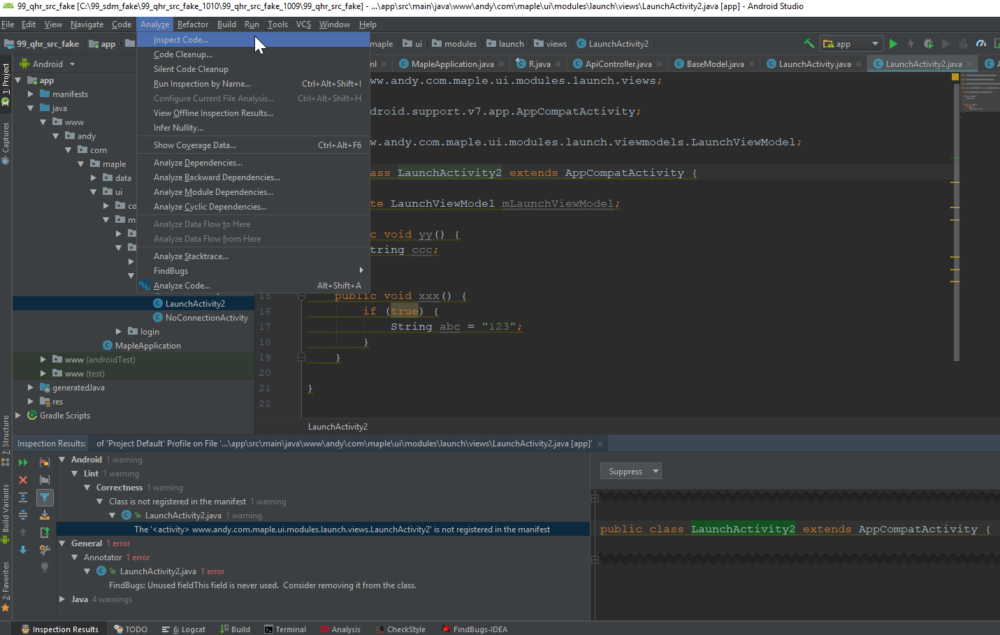 99_qhr_src_fake [C:\99_sdm_fake\99_qhr_src_fake_1010\99_qhr_src_fake_1009\99_qhr_src_fake] - ...\app\src\main\java\www\andy\com\maple\ui\modules\launch\views\LaunchActivity2.java [app] - Android Studio
File Edit View Navigate Code Analyze Refactor Build Run Tools VCS Window Help
99_qhr_src_fake app maple ui modules launch views LaunchActivity2 app
Android
ml MapleApplication.java R.java ApiController.java BaseModel.java LaunchActivity.java LaunchActivity2.java A
1: Project
Captures
7: Structure
Build Variants
2: Favorites
app
manifests
java
www
andy
com
maple
data
ui
co
m
LaunchActivity2
NoConnectionActivity
login
MapleApplication
www (androidTest)
www (test)
generatedJava
res
Gradle Scripts
Inspect Code...
Code Cleanup...
Silent Code Cleanup
Run Inspection by Name... Ctrl+Alt+Shift+I
Configure Current File Analysis... Ctrl+Alt+Shift+H
View Offline Inspection Results...
Infer Nullity...
Show Coverage Data... Ctrl+Alt+F6
Analyze Dependencies...
Analyze Backward Dependencies...
Analyze Module Dependencies...
Analyze Cyclic Dependencies...
Analyze Data Flow to Here
Analyze Data Flow from Here
Analyze Stacktrace...
FindBugs
Analyze Code... Alt+Shift+A
ww.andy.com.maple.ui.modules.launch.views;
droid.support.v7.app.AppCompatActivity;
w.andy.com.maple.ui.modules.launch.viewmodels.LaunchViewModel;
ass LaunchActivity2 extends AppCompatActivity {
te LaunchViewModel mLaunchViewModel;
c void yy() {
tring ccc;
15 public void xxx() {
16 if (true) {
17 String abc = "123";
18 }
19 }
20
21 }
22
LaunchActivity2
Inspection Results: of 'Project Default' Profile on File '...\app\src\main\java\www\andy\com\maple\ui\modules\launch\views\LaunchActivity2.java [app]'
Android 1 warning
Lint 1 warning
Correctness 1 warning
Class is not registered in the manifest 1 warning
LaunchActivity2.java 1 warning
The '<activity> www.andy.com.maple.ui.modules.launch.views.LaunchActivity2' is not registered in the manifest
General 1 error
Annotator 1 error
LaunchActivity2.java 1 error
FindBugs: Unused fieldThis field is never used. Consider removing it from the class.
Java 4 warnings
Suppress
public class LaunchActivity2 extends AppCompatActivity {
Inspection Results TODO 6: Logcat Build Terminal Analysis CheckStyle FindBugs-IDEA